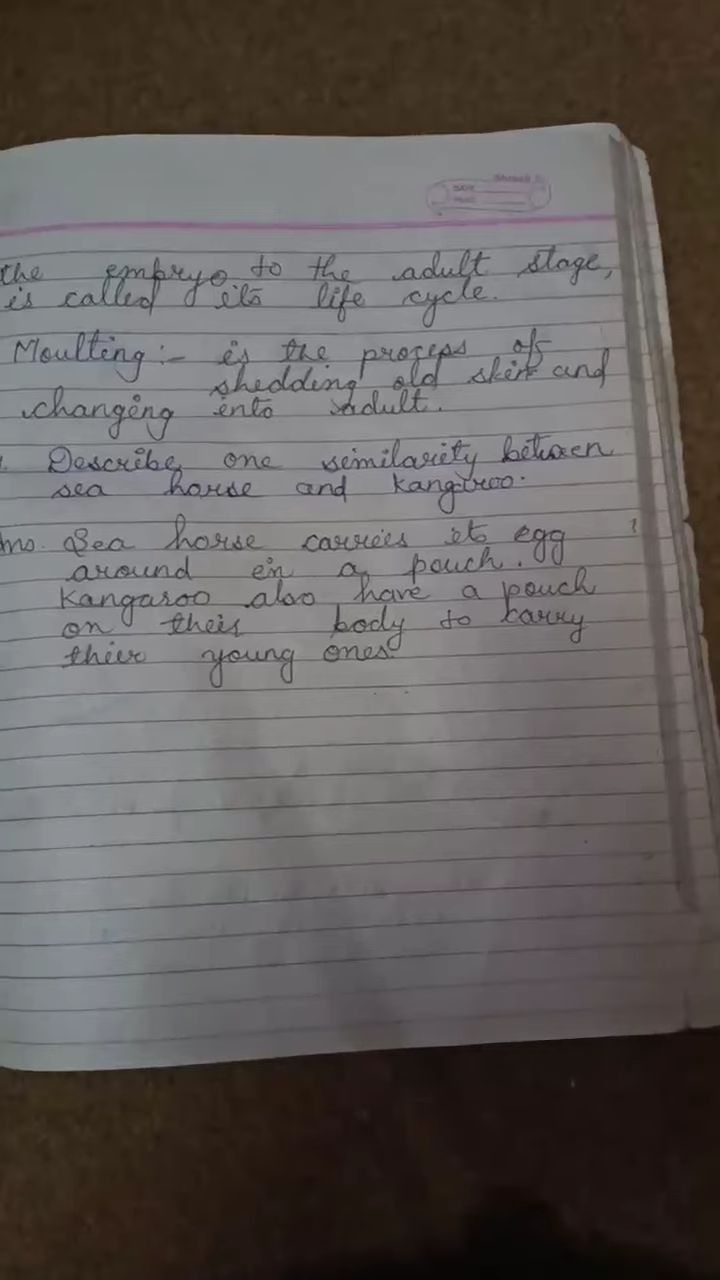 the embryo to the adult stage,
is called its life cycle.
Moulting :- is the process of
shedding old skin and
changing into adult.
Describe one similarity between
sea horse and kangaroo.
Ans. Sea horse carries its egg
around in a pouch.
Kangaroo also have a pouch
on their body to carry
their young ones.